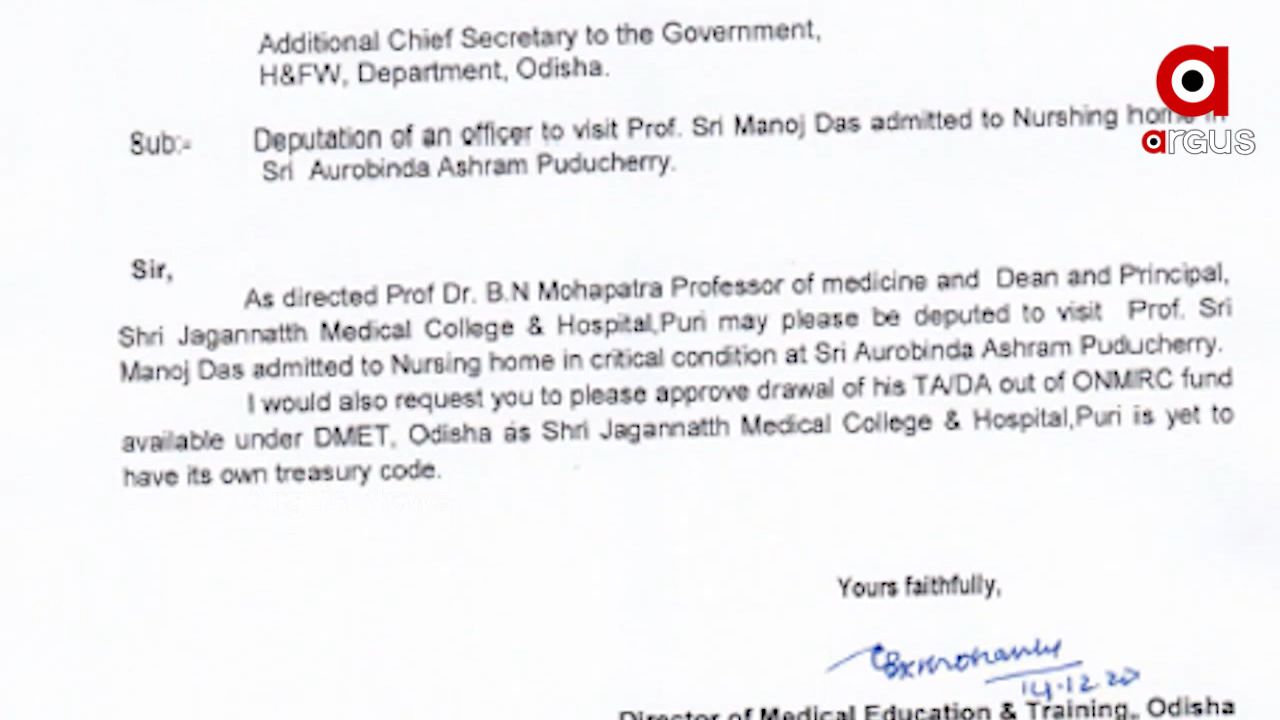 Additional Chief Secretary to the Government,
H&FW, Department, Odisha.
argus
Sub:- Deputation of an officer to visit Prof. Sri Manoj Das admitted to Nurshing home in
Sri Aurobinda Ashram Puducherry.
Sir,
As directed Prof Dr. B.N Mohapatra Professor of medicine and Dean and Principal,
Shri Jagannatth Medical College & Hospital,Puri may please be deputed to visit Prof. Sri
Manoj Das admitted to Nursing home in critical condition at Sri Aurobinda Ashram Puducherry.
I would also request you to please approve drawal of his TA/DA out of ONMIRC fund
available under DMET, Odisha as Shri Jagannatth Medical College & Hospital,Puri is yet to
have its own treasury code.
Yours faithfully,
14.12.20
Director of Medical Education & Training, Odisha